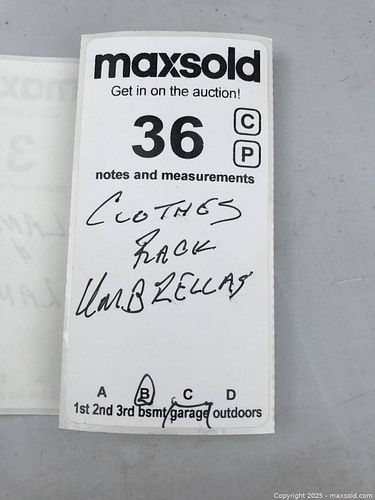 maxsold
Get in on the auction!
36
C
P
notes and measurements
CLOTHES
RACK
UMBRELLAS
A B C D
1st 2nd 3rd bsmt garage outdoors
Copyright 2025 - maxsold.com